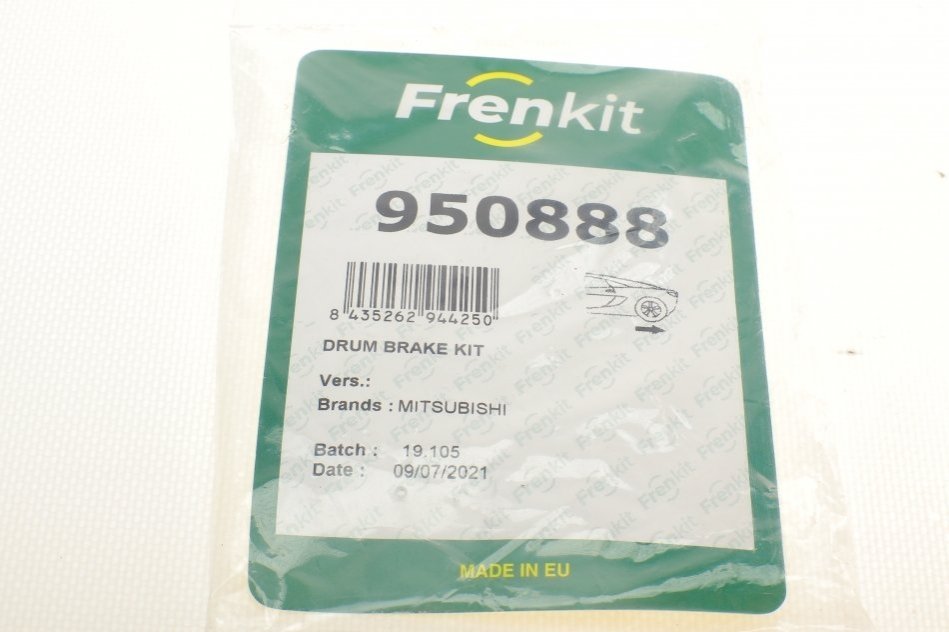 Frenkit
950888
8 435262 944250
DRUM BRAKE KIT
Vers.:
Brands : MITSUBISHI
Batch : 19.105
Date : 09/07/2021
MADE IN EU